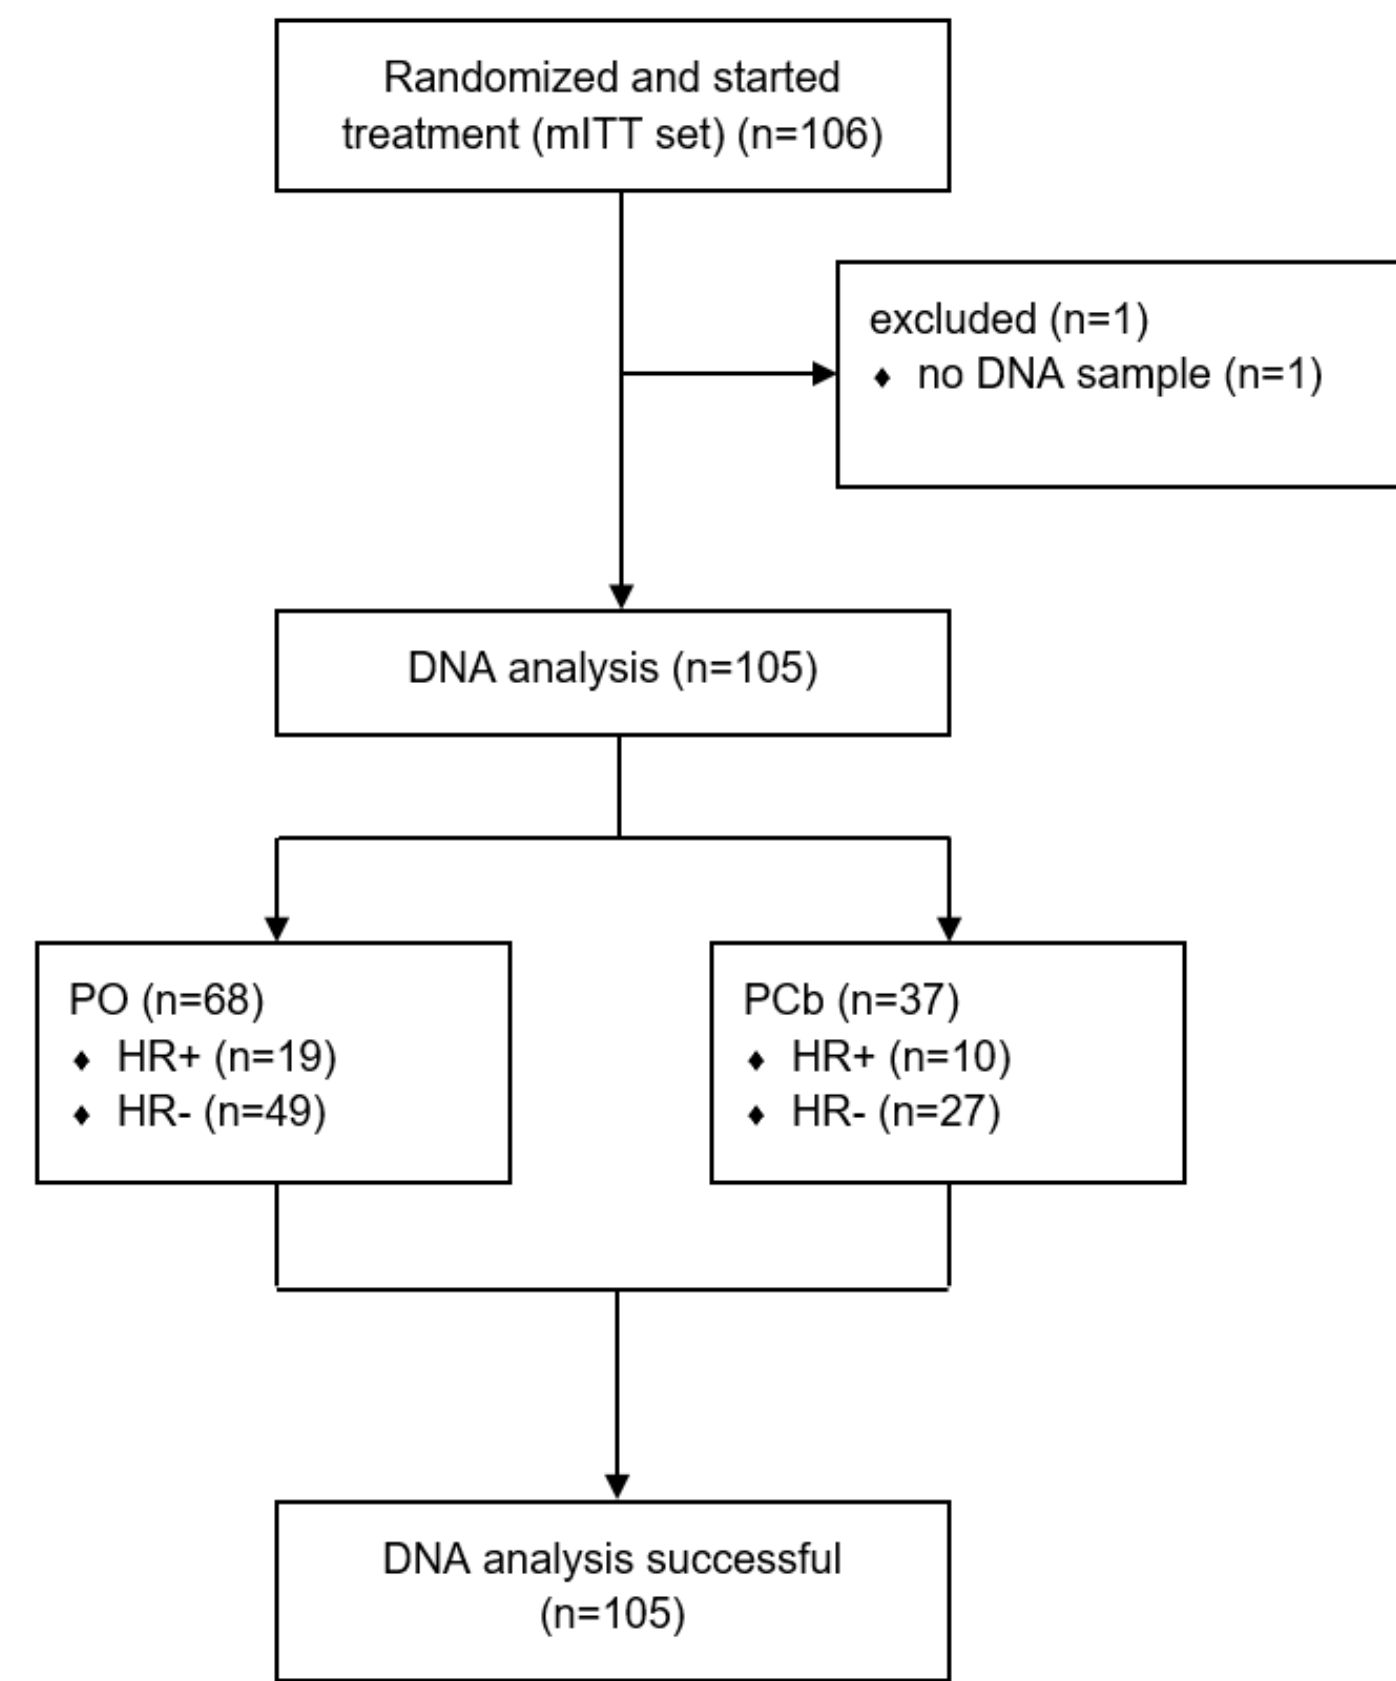 Randomized and started
treatment (mITT set) (n=106)
excluded (n=1)
♦ no DNA sample (n=1)
DNA analysis (n=105)
PO (n=68)
♦ HR+ (n=19)
♦ HR- (n=49)
PCb (n=37)
♦ HR+ (n=10)
♦ HR- (n=27)
DNA analysis successful
(n=105)